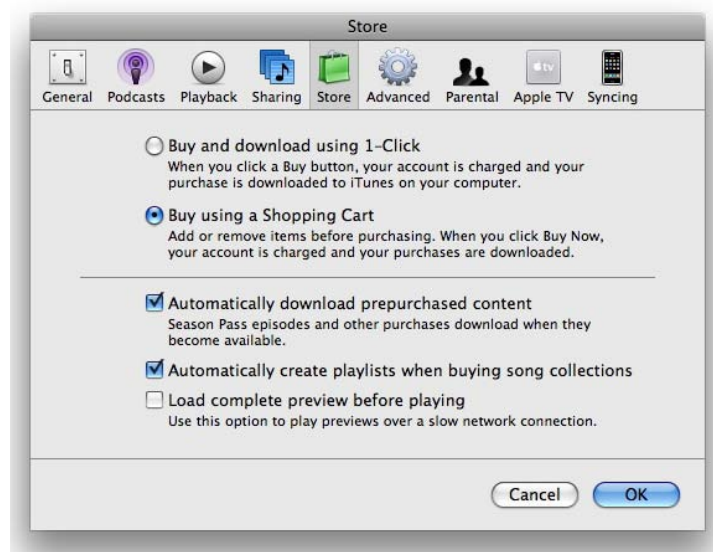 Store
General Podcasts Playback Sharing Store Advanced Parental Apple TV Syncing
Buy and download using 1-Click
When you click a Buy button, your account is charged and your
purchase is downloaded to iTunes on your computer.
Buy using a Shopping Cart
Add or remove items before purchasing. When you click Buy Now,
your account is charged and your purchases are downloaded.
Automatically download prepurchased content
Season Pass episodes and other purchases download when they
become available.
Automatically create playlists when buying song collections
Load complete preview before playing
Use this option to play previews over a slow network connection.
Cancel OK